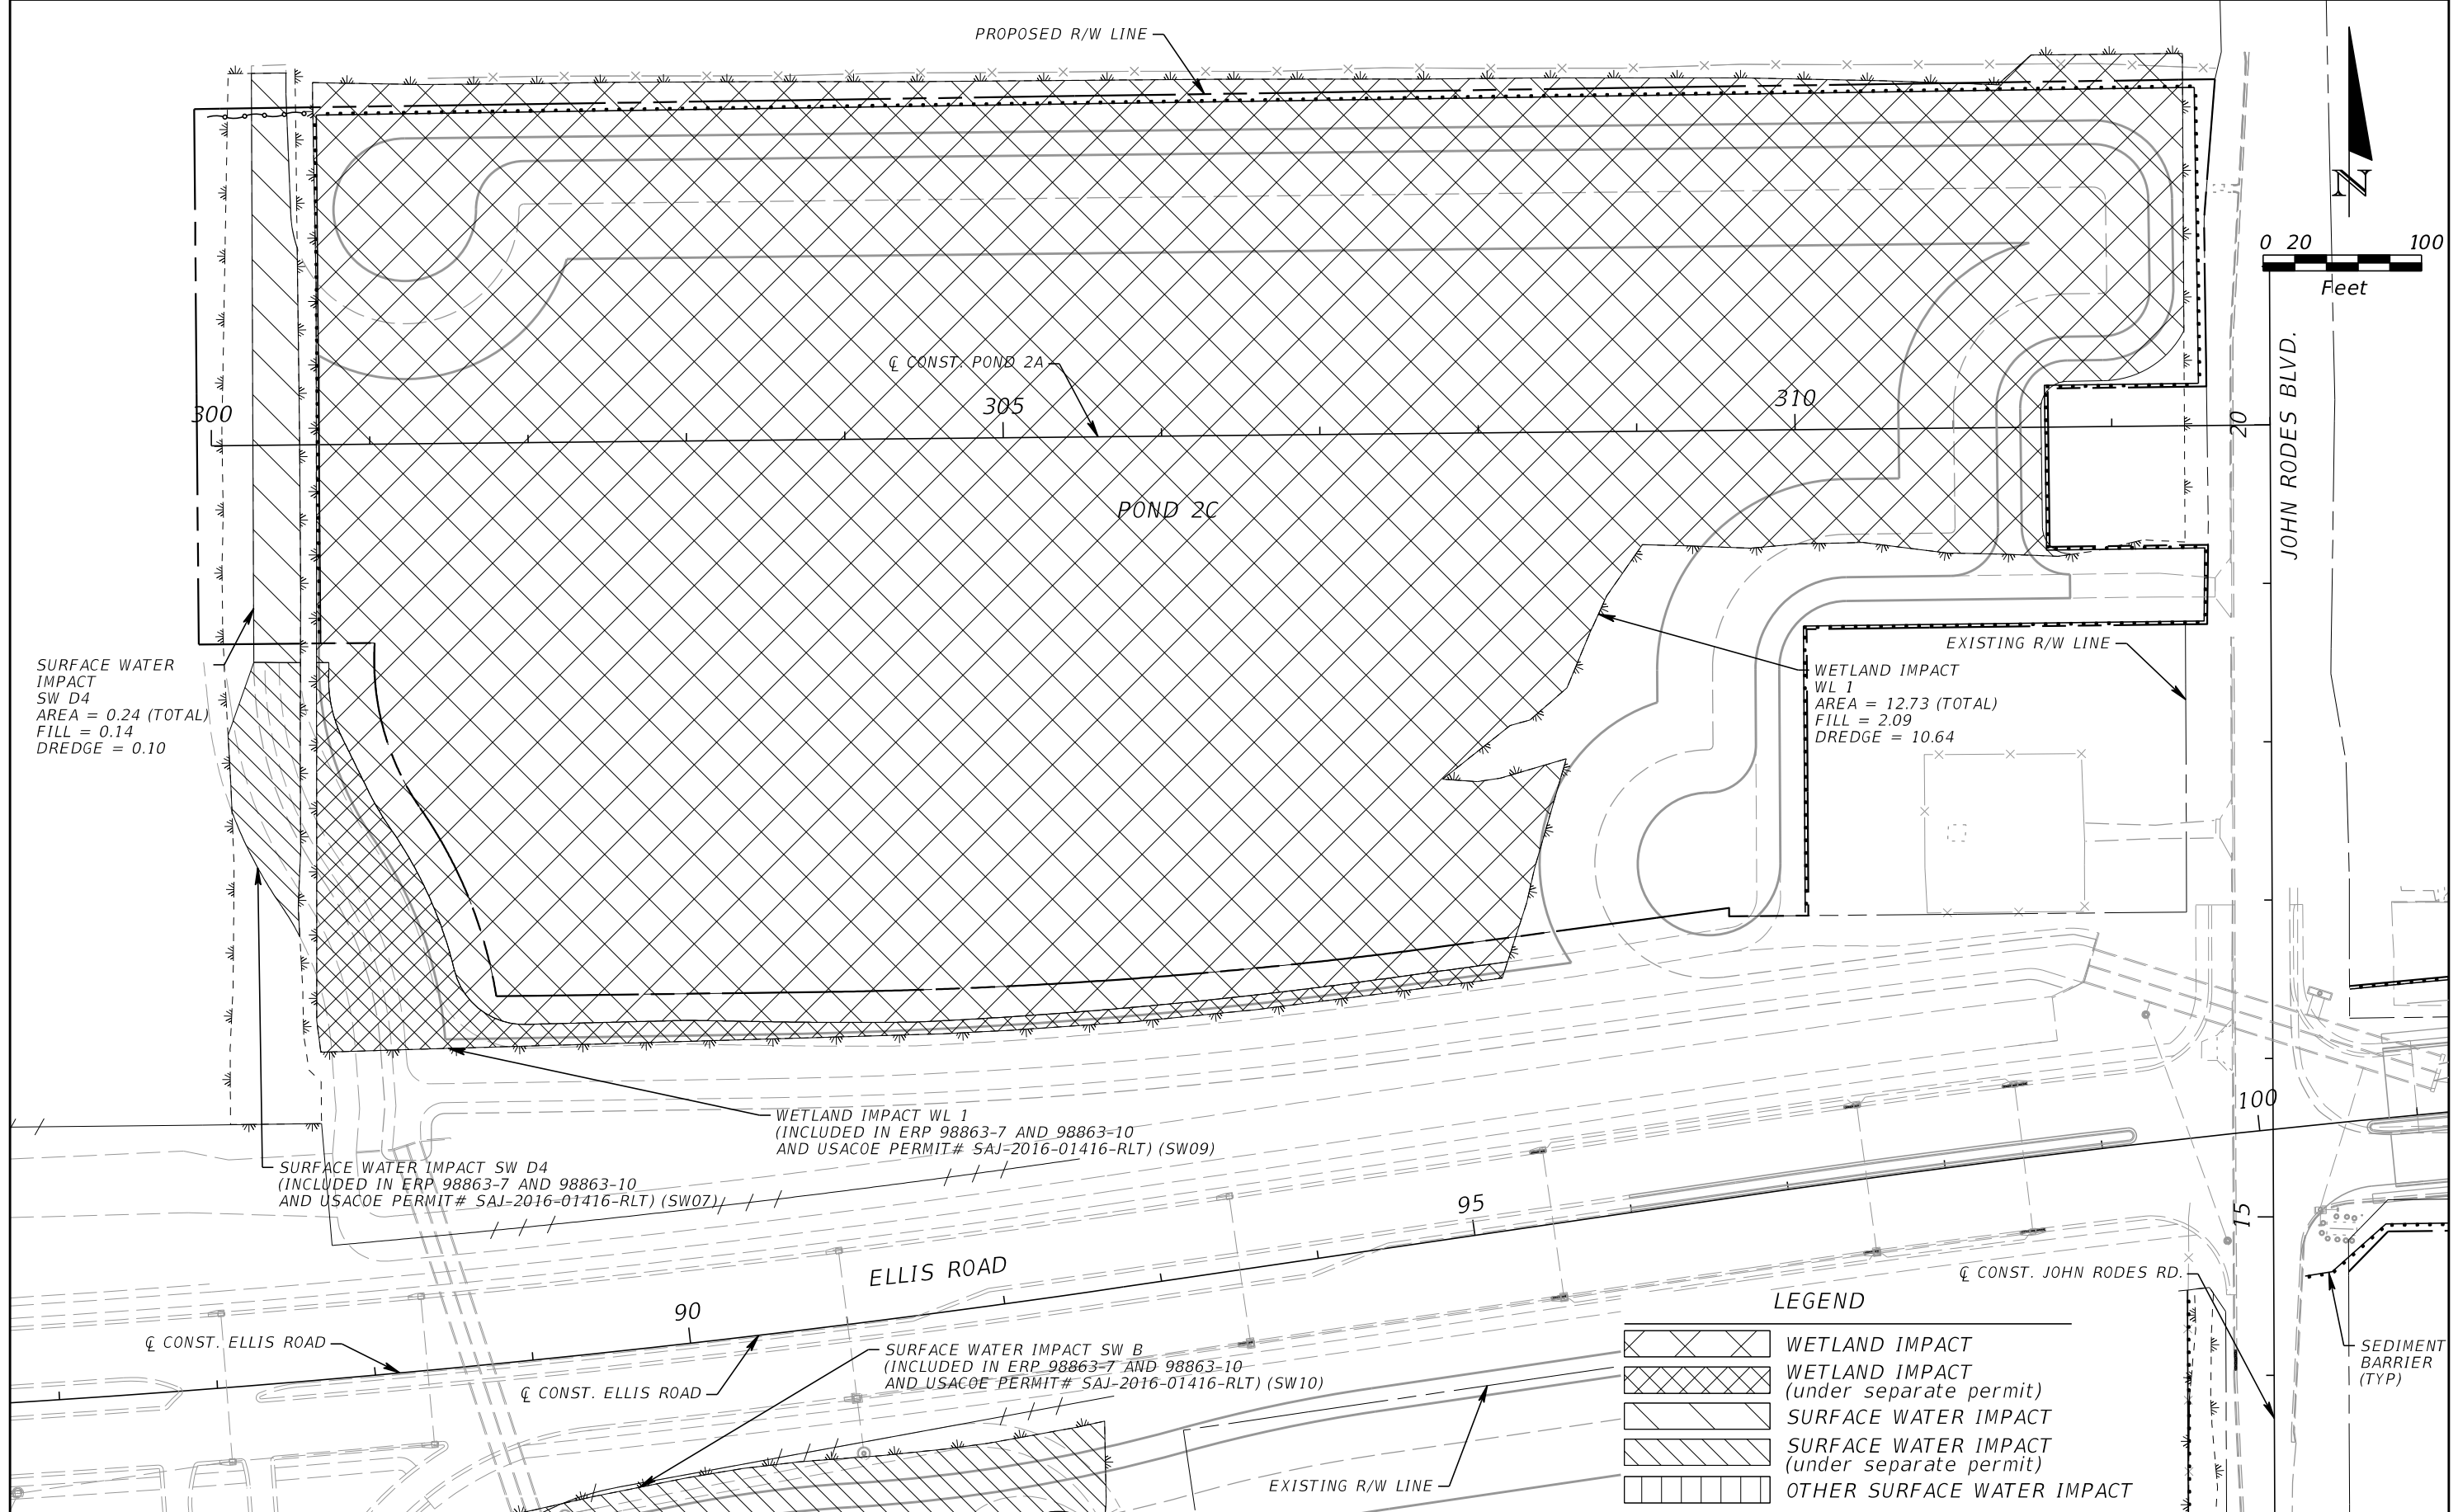 PROPOSED R/W LINE
N
0 20 100
Feet
℄ CONST. POND 2A
300
305
310
20
JOHN RODES BLVD.
POND 2C
SURFACE WATER
IMPACT
SW D4
AREA = 0.24 (TOTAL)
FILL = 0.14
DREDGE = 0.10
EXISTING R/W LINE
WETLAND IMPACT
WL 1
AREA = 12.73 (TOTAL)
FILL = 2.09
DREDGE = 10.64
WETLAND IMPACT WL 1
(INCLUDED IN ERP 98863-7 AND 98863-10
AND USACOE PERMIT# SAJ-2016-01416-RLT) (SW09)
SURFACE WATER IMPACT SW D4
(INCLUDED IN ERP 98863-7 AND 98863-10
AND USACOE PERMIT# SAJ-2016-01416-RLT) (SW07)
100
95
15
ELLIS ROAD
90
℄ CONST. JOHN RODES RD.
℄ CONST. ELLIS ROAD
℄ CONST. ELLIS ROAD
SURFACE WATER IMPACT SW B
(INCLUDED IN ERP 98863-7 AND 98863-10
AND USACOE PERMIT# SAJ-2016-01416-RLT) (SW10)
EXISTING R/W LINE
SEDIMENT
BARRIER
(TYP)
LEGEND
WETLAND IMPACT
WETLAND IMPACT
(under separate permit)
SURFACE WATER IMPACT
SURFACE WATER IMPACT
(under separate permit)
OTHER SURFACE WATER IMPACT